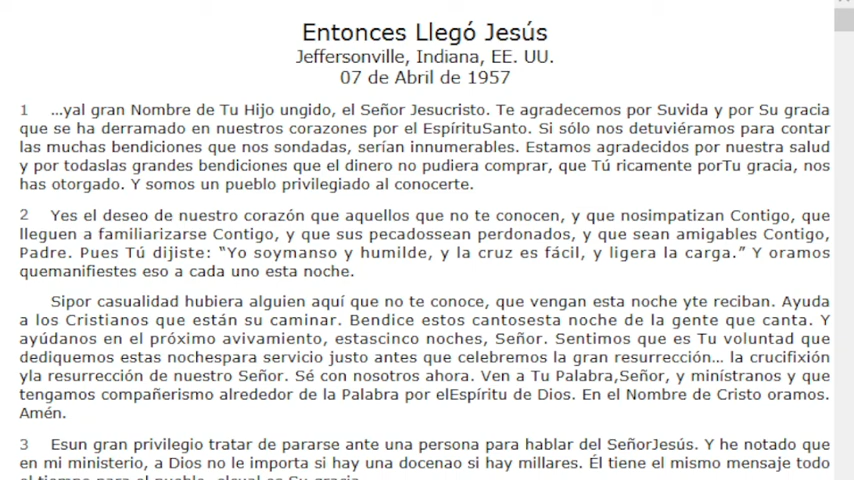 Entonces Llegó Jesús
Jeffersonville, Indiana, EE. UU.
07 de Abril de 1957
1 …yal gran Nombre de Tu Hijo ungido, el Señor Jesucristo. Te agradecemos por Suvida y por Su gracia
que se ha derramado en nuestros corazones por el EspírituSanto. Si sólo nos detuviéramos para contar
las muchas bendiciones que nos sondadas, serían innumerables. Estamos agradecidos por nuestra salud
y por todaslas grandes bendiciones que el dinero no pudiera comprar, que Tú ricamente porTu gracia, nos
has otorgado. Y somos un pueblo privilegiado al conocerte.
2 Yes el deseo de nuestro corazón que aquellos que no te conocen, y que nosimpatizan Contigo, que
lleguen a familiarizarse Contigo, y que sus pecadossean perdonados, y que sean amigables Contigo,
Padre. Pues Tú dijiste: “Yo soymanso y humilde, y la cruz es fácil, y ligera la carga.” Y oramos
quemanifiestes eso a cada uno esta noche.
Sipor casualidad hubiera alguien aquí que no te conoce, que vengan esta noche yte reciban. Ayuda
a los Cristianos que están su caminar. Bendice estos cantosesta noche de la gente que canta. Y
ayúdanos en el próximo avivamiento, estascinco noches, Señor. Sentimos que es Tu voluntad que
dediquemos estas nochespara servicio justo antes que celebremos la gran resurrección… la crucifixión
yla resurrección de nuestro Señor. Sé con nosotros ahora. Ven a Tu Palabra,Señor, y minístranos y que
tengamos compañerismo alrededor de la Palabra por elEspíritu de Dios. En el Nombre de Cristo oramos.
Amén.
3 Esun gran privilegio tratar de pararse ante una persona para hablar del SeñorJesús. Y he notado que
en mi ministerio, a Dios no le importa si hay una docenao si hay millares. Él tiene el mismo mensaje todo
el tiempo para el pueblo